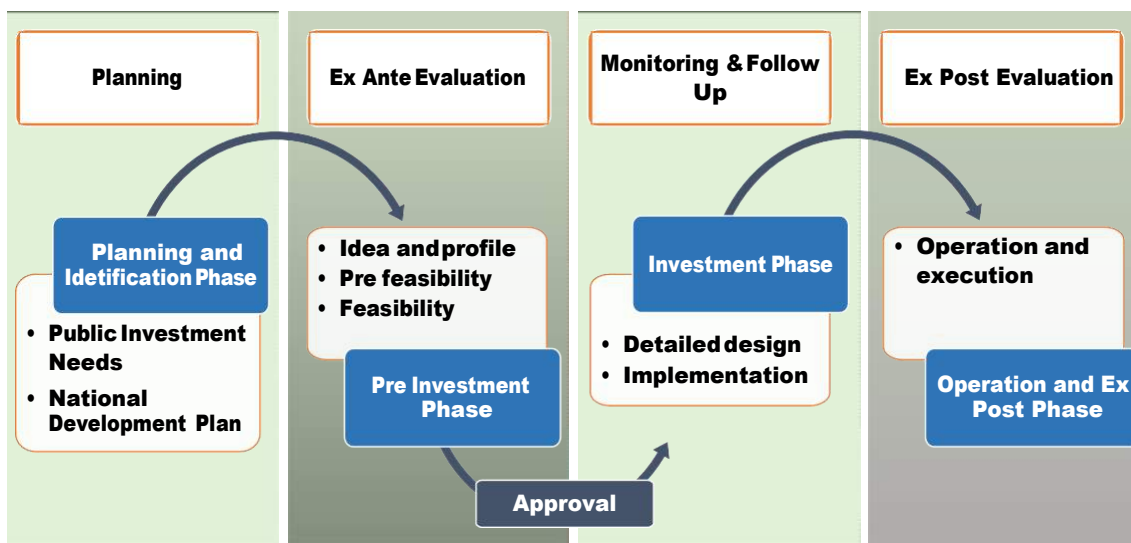 Planning
Planning and
Idetification Phase
• Public Investment
Needs
• National
Development Plan
Ex Ante Evaluation
• Idea and profile
• Pre feasibility
• Feasibility
Pre Investment
Phase
Approval
Monitoring & Follow
Up
Investment Phase
• Detailed design
• Implementation
Ex Post Evaluation
• Operation and
execution
Operation and Ex
Post Phase